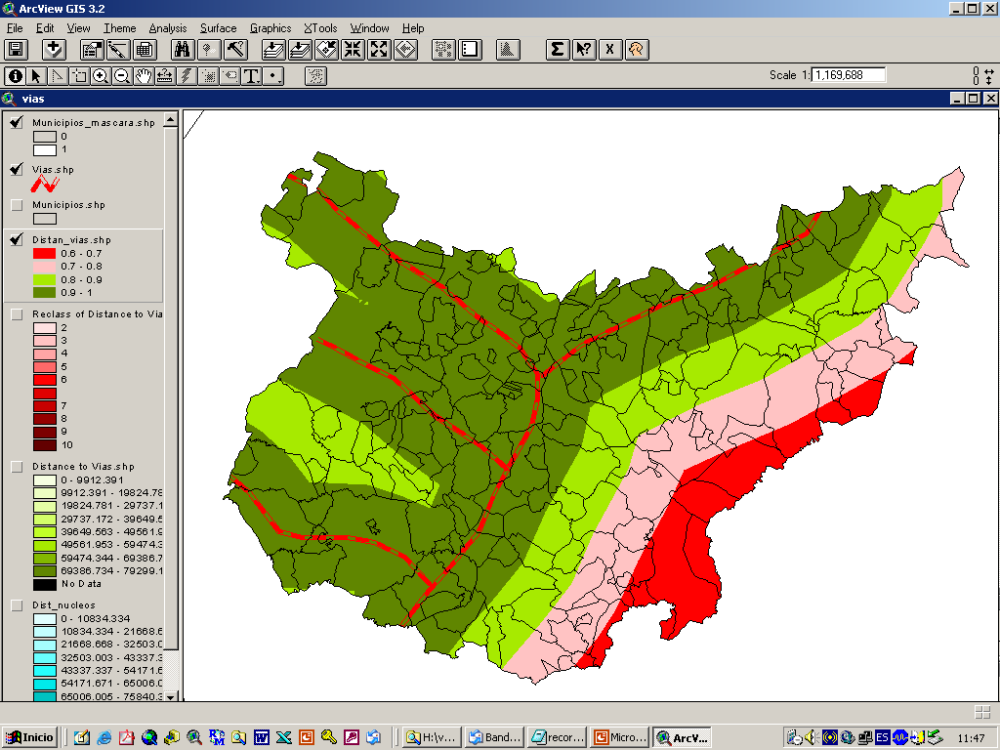 ArcView GIS 3.2
File Edit View Theme Analysis Surface Graphics XTools Window Help
Scale 1: 1,169,688
vias
Municipios_mascara.shp
0
1
Vias.shp
Municipios.shp
Distan_vias.shp
0.6 - 0.7
0.7 - 0.8
0.8 - 0.9
0.9 - 1
Reclass of Distance to Via
2
3
4
5
6
7
8
9
10
Distance to Vias.shp
0 - 9912.391
9912.391 - 19824.78
19824.781 - 29737.1
29737.172 - 39649.5
39649.563 - 49561.9
49561.953 - 59474.3
59474.344 - 69386.7
69386.734 - 79299.1
No Data
Dist_nucleos
0 - 10834.334
10834.334 - 21668.6
21668.668 - 32503.0
32503.003 - 43337.3
43337.337 - 54171.6
54171.671 - 65006.0
65006.005 - 75840.3
Inicio H:\v... Band... recor... Micro... ArcV... ES 11:47